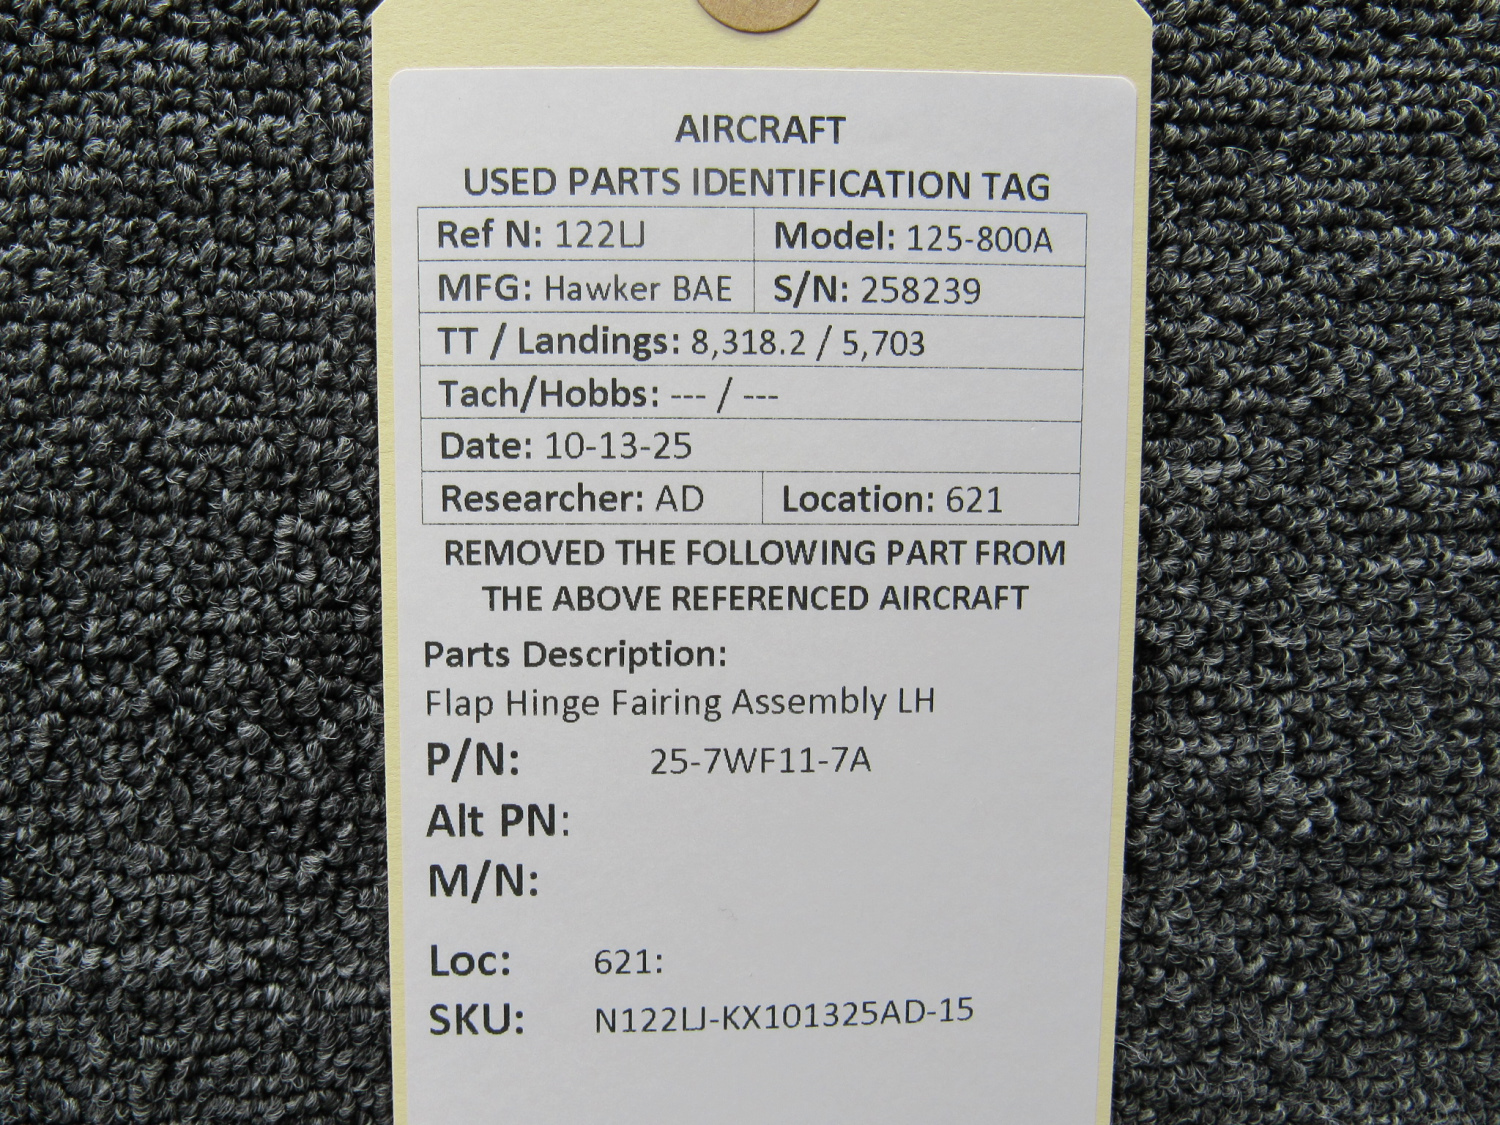 AIRCRAFT
USED PARTS IDENTIFICATION TAG
Ref N: 122LJ Model: 125-800A
MFG: Hawker BAE S/N: 258239
TT / Landings: 8,318.2 / 5,703
Tach/Hobbs: --- / ---
Date: 10-13-25
Researcher: AD Location: 621
REMOVED THE FOLLOWING PART FROM
THE ABOVE REFERENCED AIRCRAFT
Parts Description:
Flap Hinge Fairing Assembly LH
P/N: 25-7WF11-7A
Alt PN:
M/N:
Loc: 621:
SKU: N122LJ-KX101325AD-15